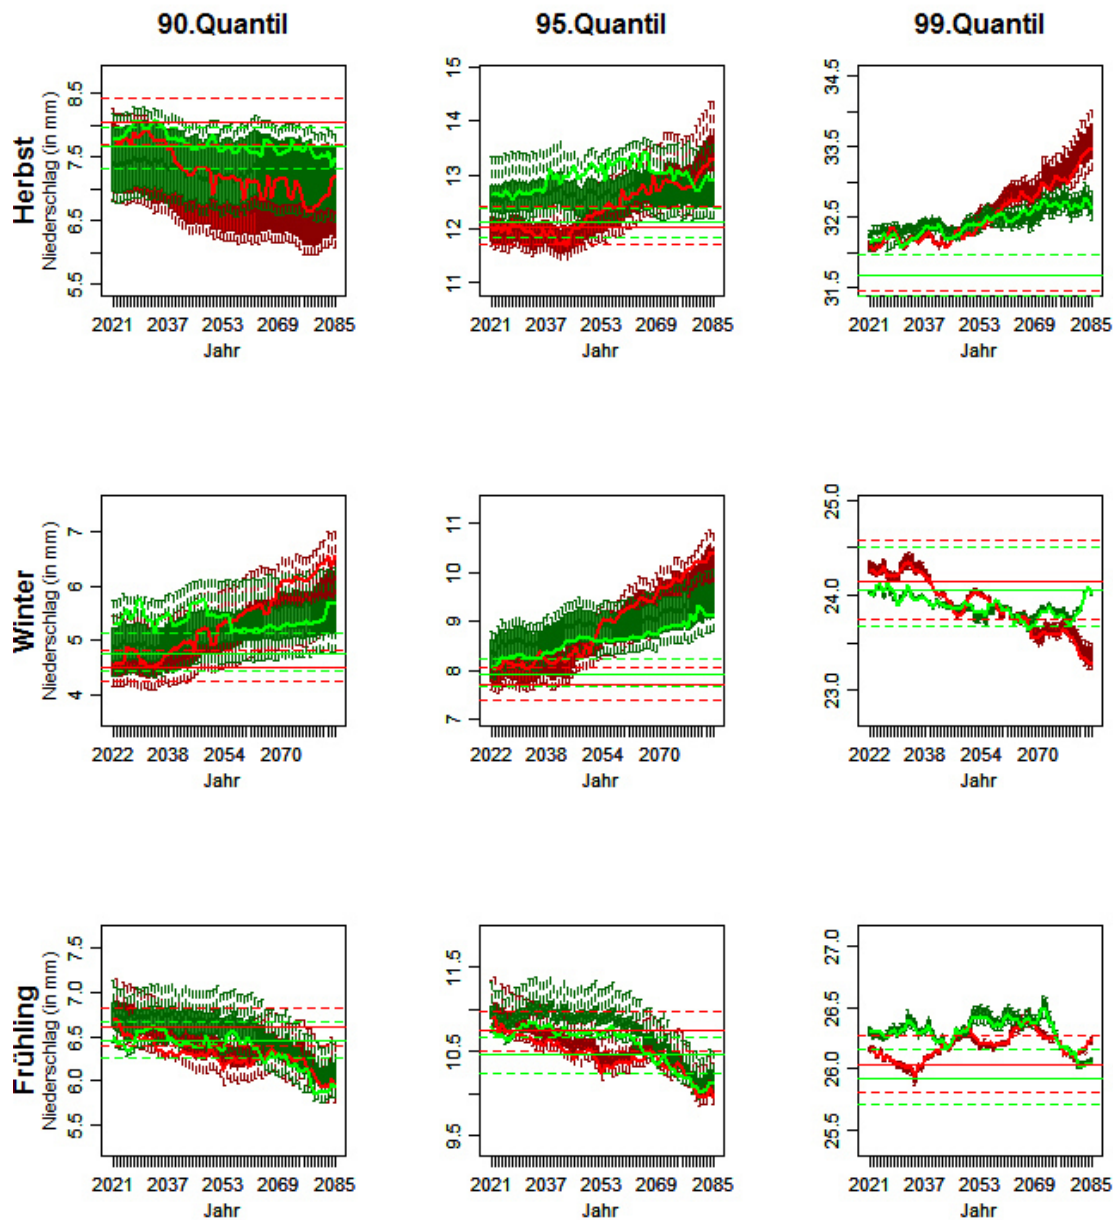 90.Quantil
95.Quantil
99.Quantil
Herbst
Niederschlag (in mm)
8.5
7.5
6.5
5.5
2021 2037 2053 2069 2085
Jahr
15
14
13
12
11
2021 2037 2053 2069 2085
Jahr
34.5
33.5
32.5
31.5
2021 2037 2053 2069 2085
Jahr
Winter
Niederschlag (in mm)
7
6
5
4
2022 2038 2054 2070
Jahr
11
10
9
8
7
2022 2038 2054 2070
Jahr
25.0
24.0
23.0
2022 2038 2054 2070
Jahr
Frühling
Niederschlag (in mm)
7.5
7.0
6.5
6.0
5.5
2021 2037 2053 2069 2085
Jahr
11.5
10.5
9.5
2021 2037 2053 2069 2085
Jahr
27.0
26.5
26.0
25.5
2021 2037 2053 2069 2085
Jahr